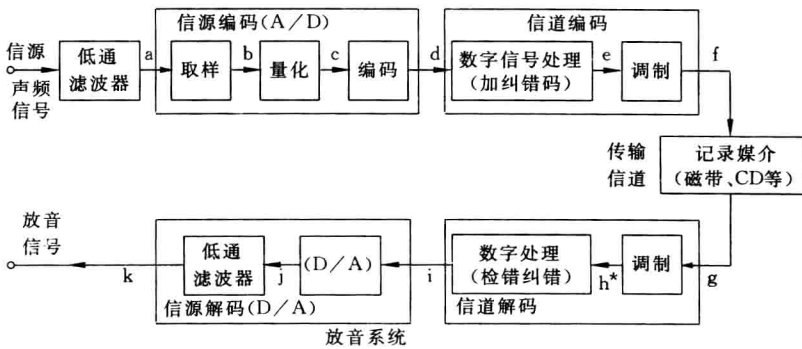 信源
声频
信号
低通
滤波器
a
信源编码(A/D)
取样
b
量化
c
编码
d
信道编码
数字信号处理
(加纠错码)
e
调制
f
传输
信道
记录媒介
(磁带、CD等)
放音
信号
k
低通
滤波器
j
(D/A)
信源解码(D/A)
i
数字处理
(检错纠错)
h*
调制
信道解码
g
放音系统